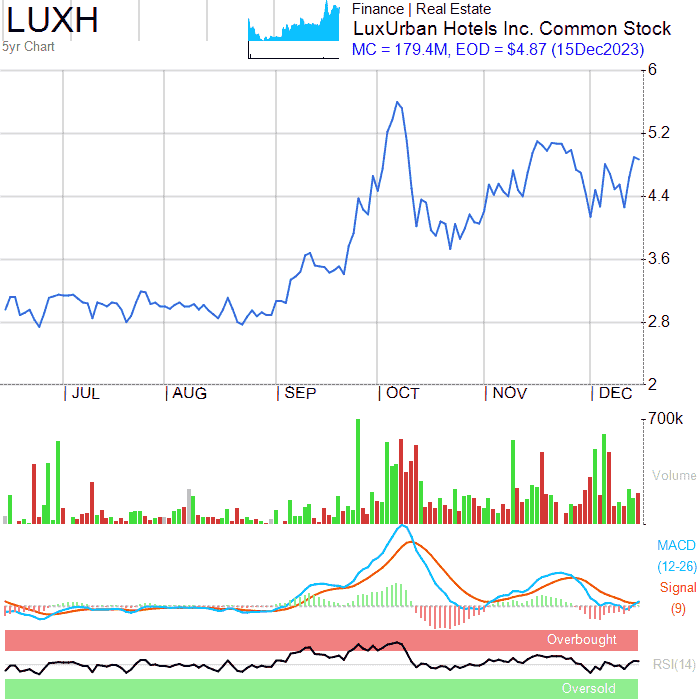 LUXH
5yr Chart
Finance | Real Estate
LuxUrban Hotels Inc. Common Stock
MC = 179.4M, EOD = $4.87 (15Dec2023)
6
5.2
4.4
3.6
2.8
2
JUL AUG SEP OCT NOV DEC
700k
Volume
MACD
(12-26)
Signal
(9)
Overbought
RSI(14)
Oversold